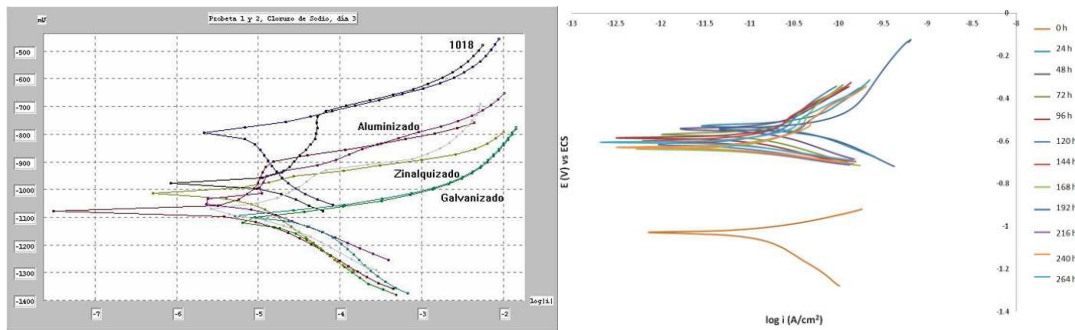 Probeta 1 y 2, Cloruro de Sodio, día 3
mV
-500
-600
-700
-800
-900
-1000
-1100
-1200
-1300
-1400
1018
Aluminizado
Zinalquizado
Galvanizado
-7 -6 -5 -4 -3 -2
log(i)
-13 -12.5 -12 -11.5 -11 -10.5 -10 -9.5 -9 -8.5 -8
0
-0.2
-0.4
-0.6
-0.8
-1
-1.2
-1.4
E (V) vs ECS
log i (A/cm²)
0 h
24 h
48 h
72 h
96 h
120 h
144 h
168 h
192 h
216 h
240 h
264 h